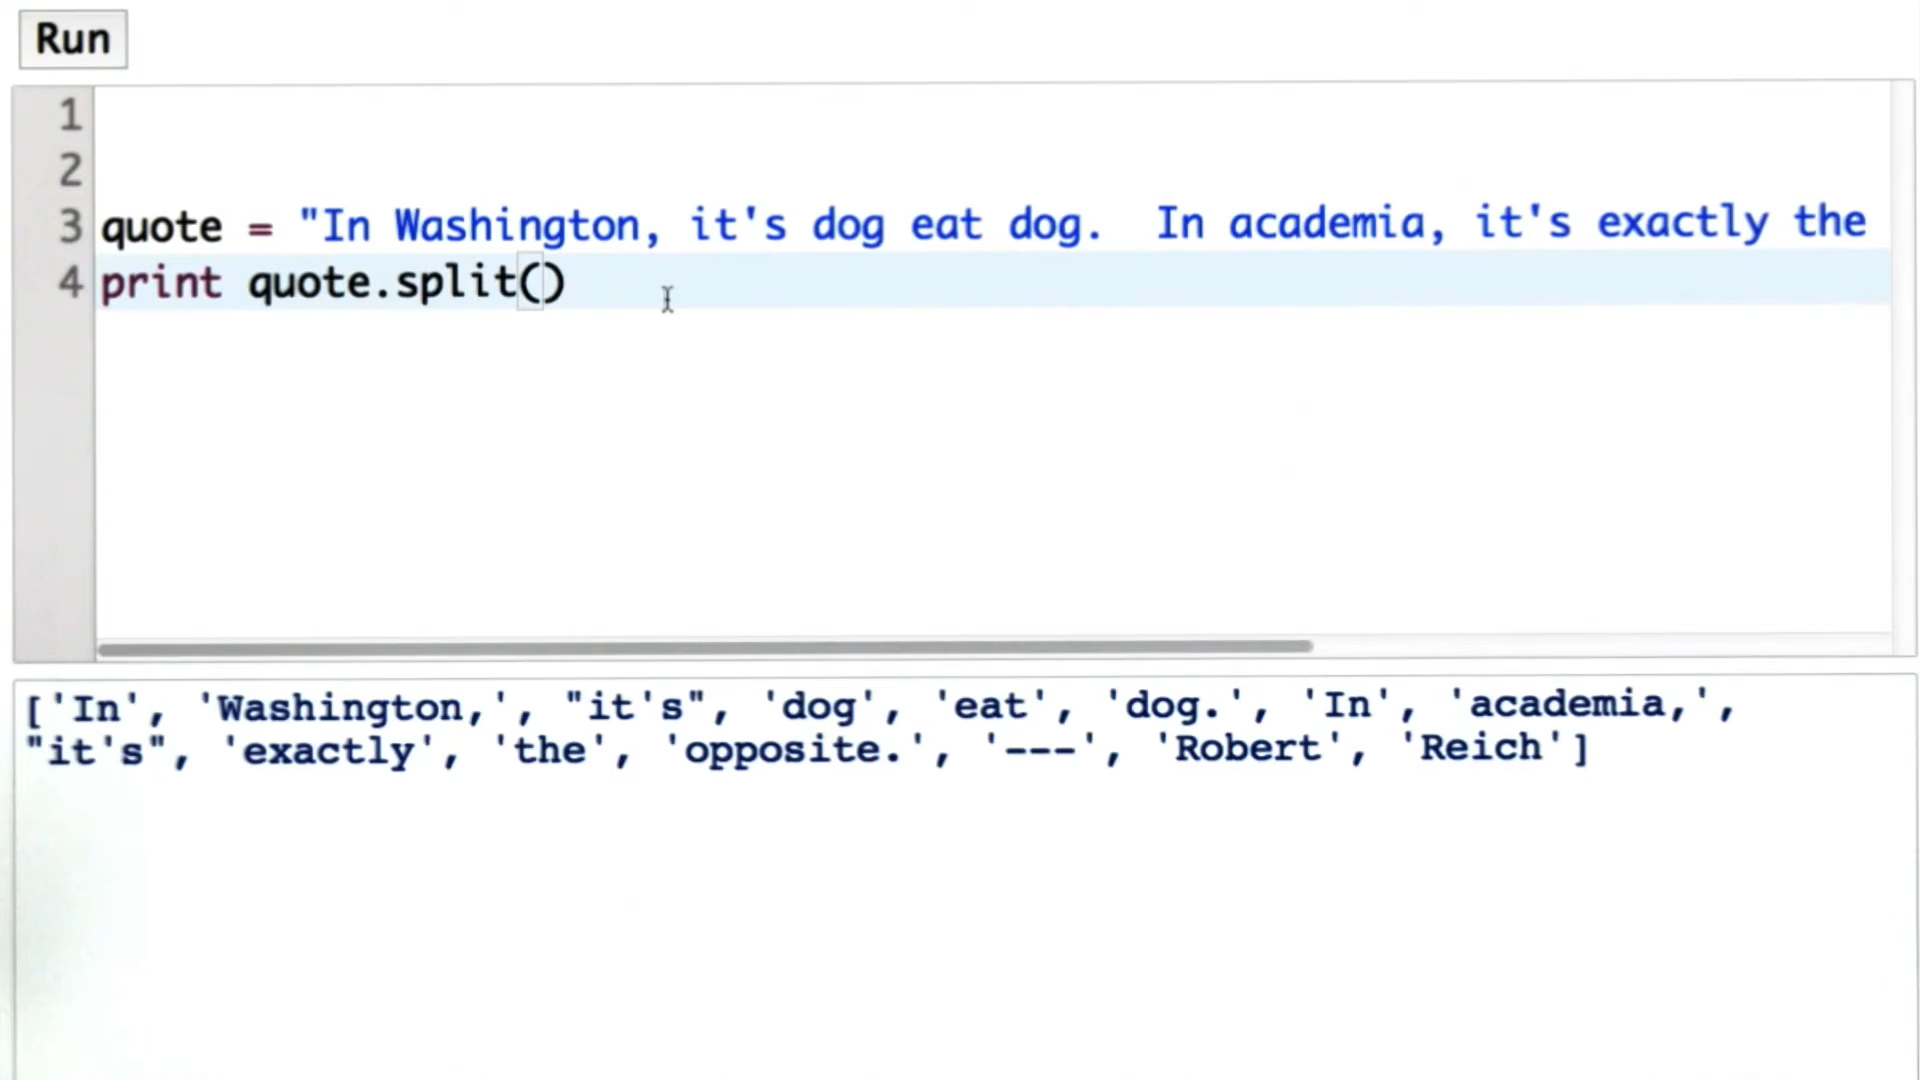 Run
1
2
3 quote = "In Washington, it's dog eat dog.  In academia, it's exactly the
4 print quote.split()
['In', 'Washington,', "it's", 'dog', 'eat', 'dog.', 'In', 'academia,',
"it's", 'exactly', 'the', 'opposite.', '---', 'Robert', 'Reich']